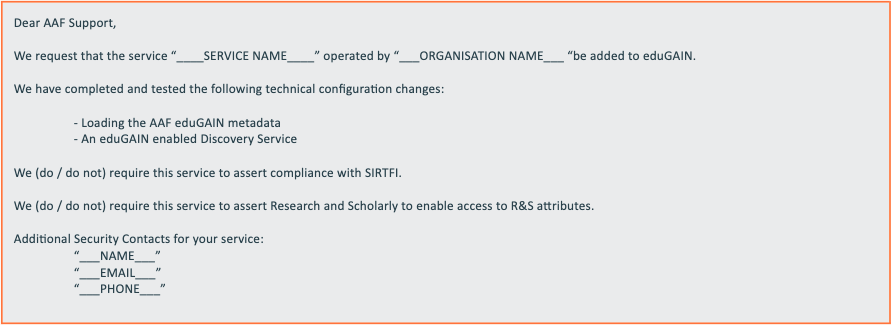 Dear AAF Support,
We request that the service “____SERVICE NAME____” operated by “___ORGANISATION NAME___ “be added to eduGAIN.
We have completed and tested the following technical configuration changes:
- Loading the AAF eduGAIN metadata
- An eduGAIN enabled Discovery Service
We (do / do not) require this service to assert compliance with SIRTFI.
We (do / do not) require this service to assert Research and Scholarly to enable access to R&S attributes.
Additional Security Contacts for your service:
“___NAME___”
“___EMAIL___”
“___PHONE___”